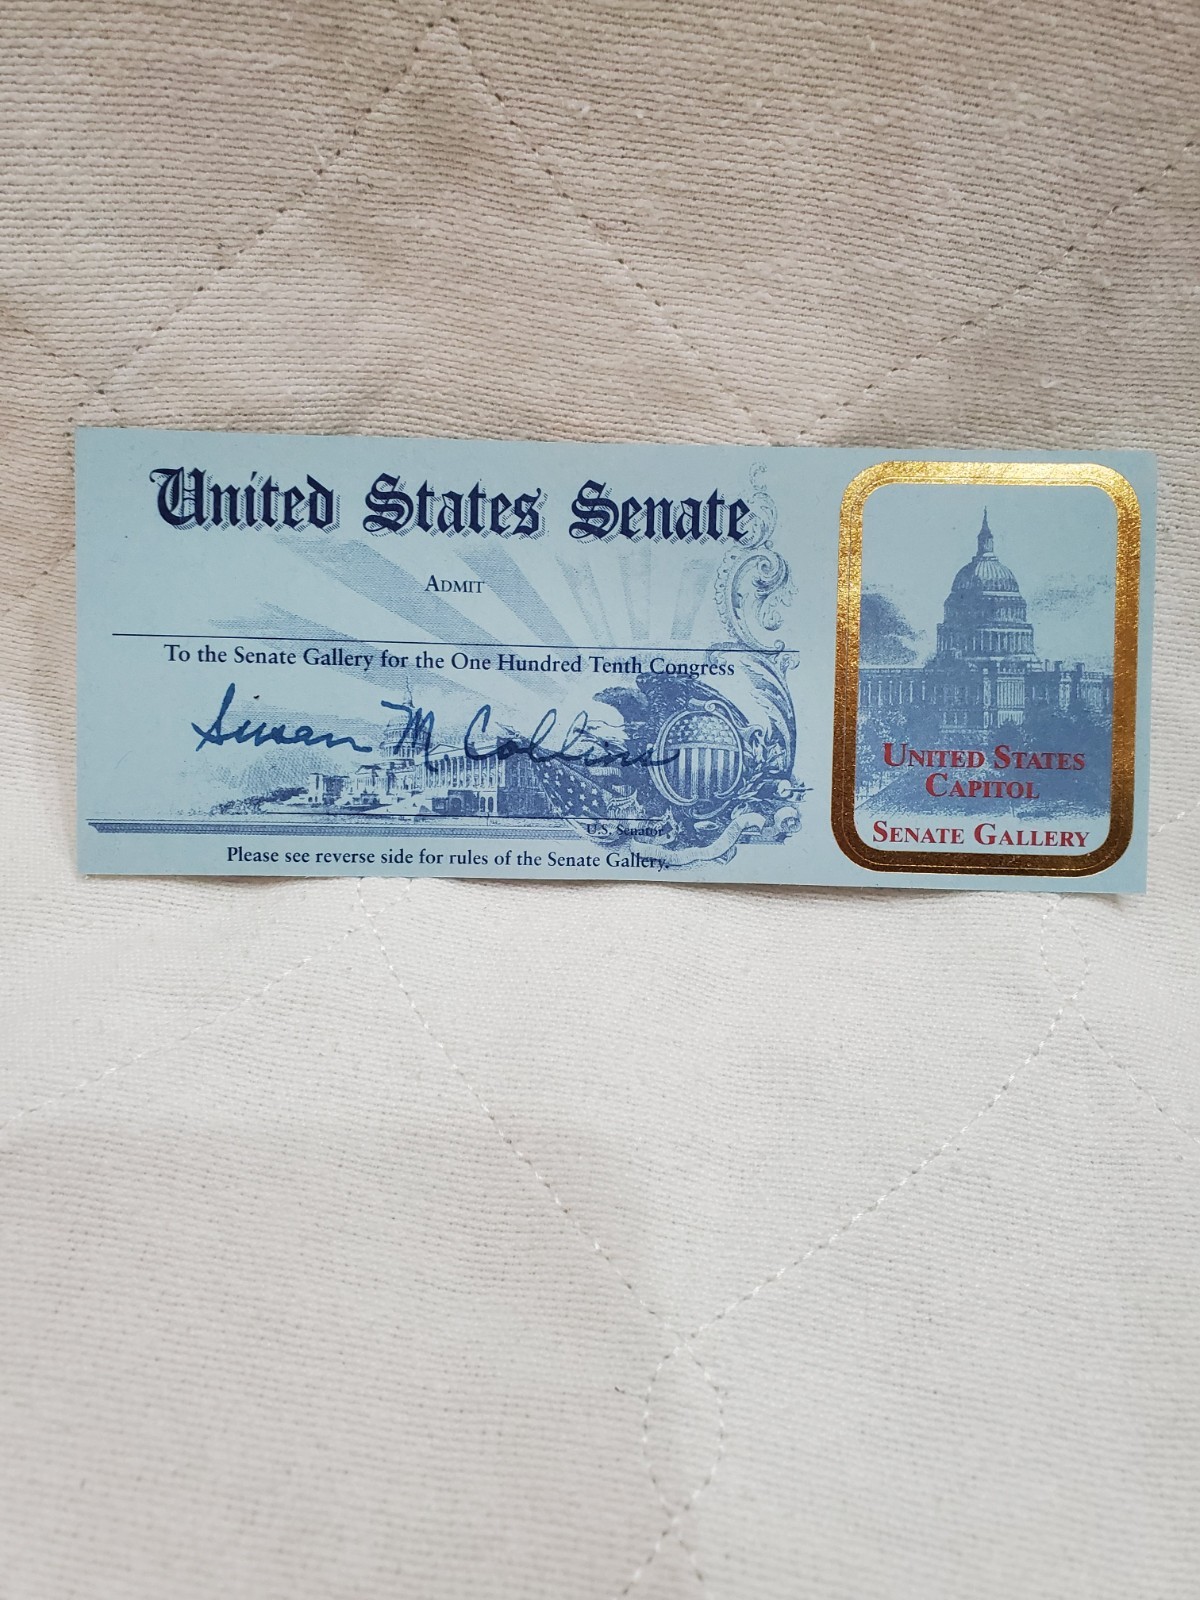 United States Senate
ADMIT
To the Senate Gallery for the One Hundred Tenth Congress
Susan M Collins
U.S. Senator
Please see reverse side for rules of the Senate Gallery.
UNITED STATES
CAPITOL
SENATE GALLERY